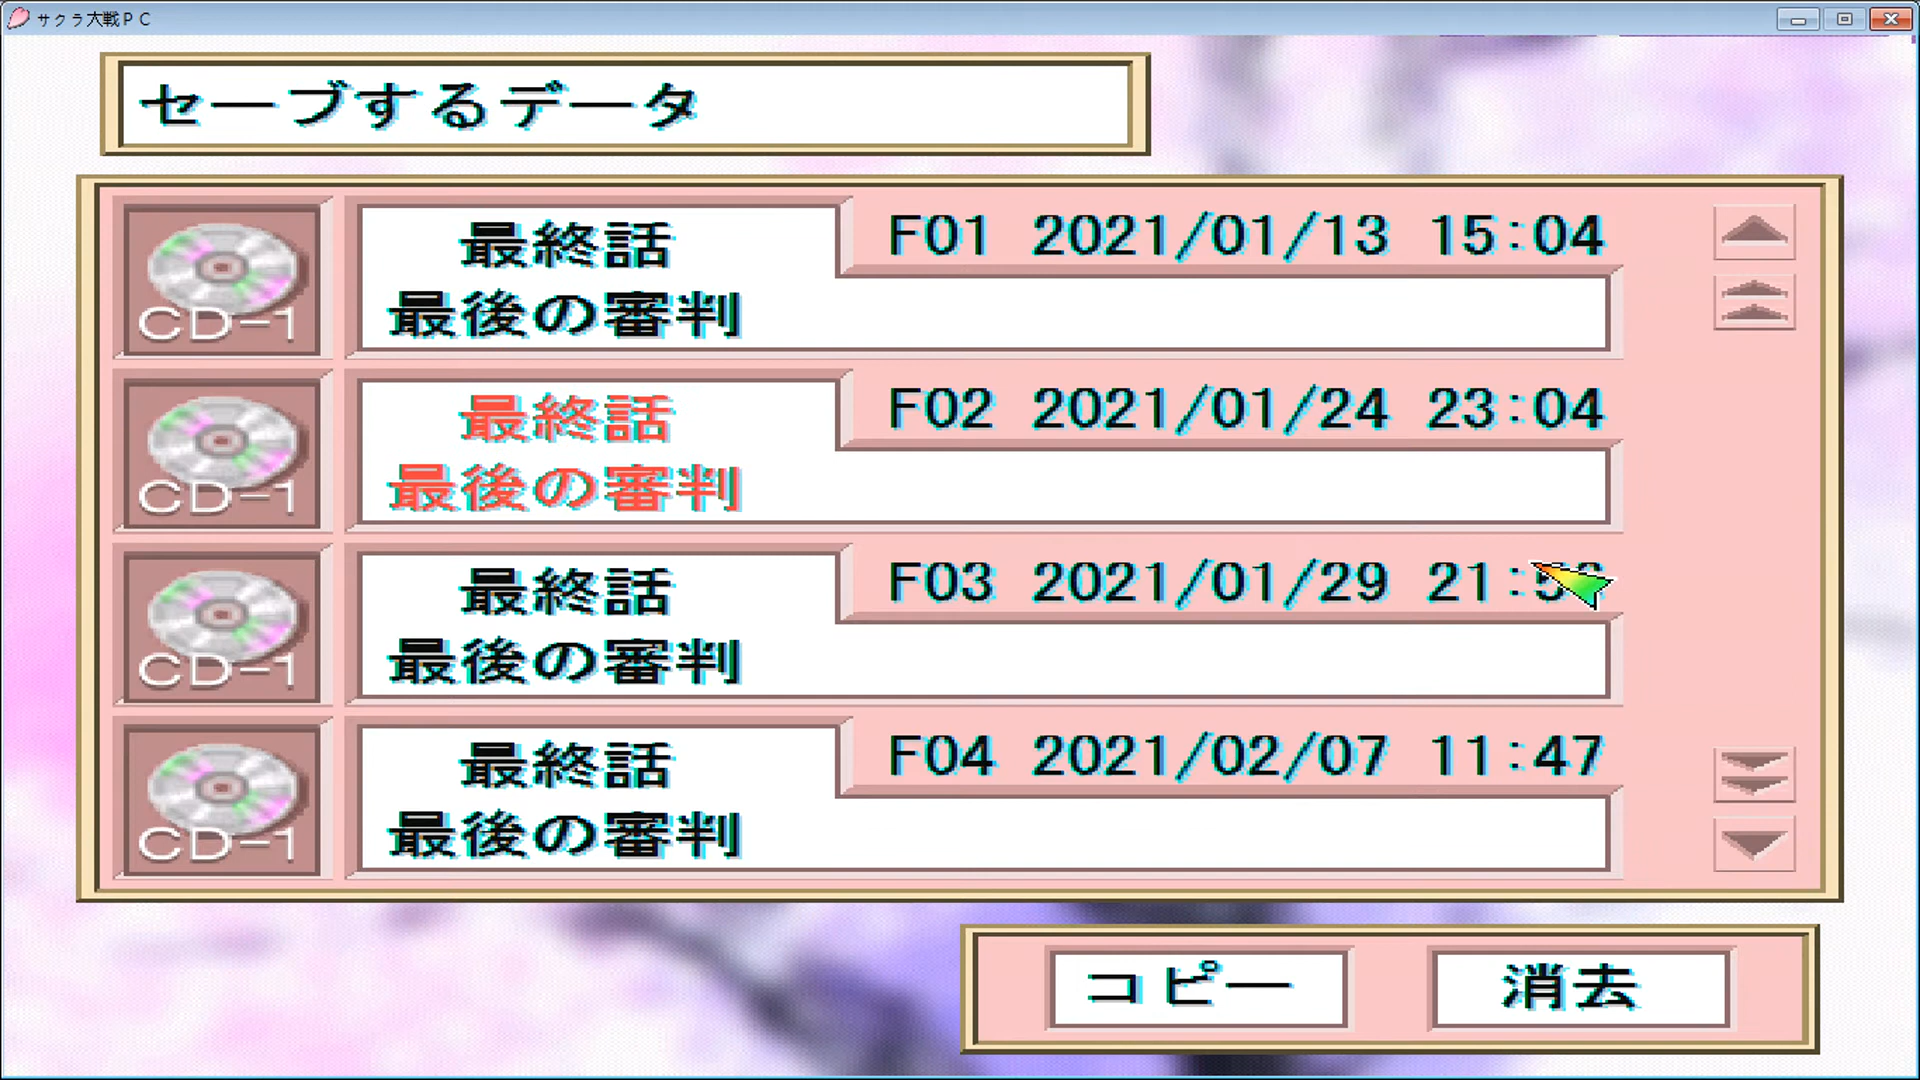 サクラ大戦PC
セーブするデータ
CD-1
最終話
F01 2021/01/13 15:04
最後の審判
CD-1
最終話
F02 2021/01/24 23:04
最後の審判
CD-1
最終話
F03 2021/01/29
最後の審判
CD-1
最終話
F04 2021/02/07 11:47
最後の審判
コピー
消去